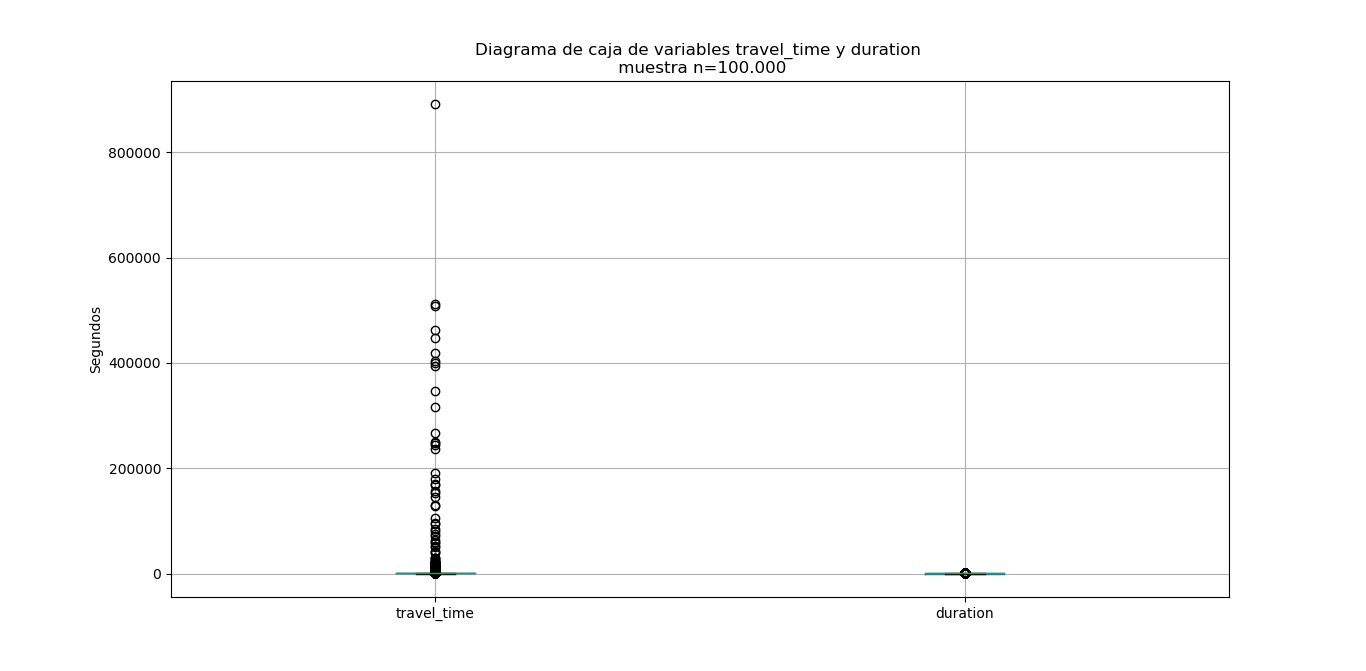 Diagrama de caja de variables travel_time y duration
muestra n=100.000
800000
600000
400000
200000
0
Segundos
travel_time
duration